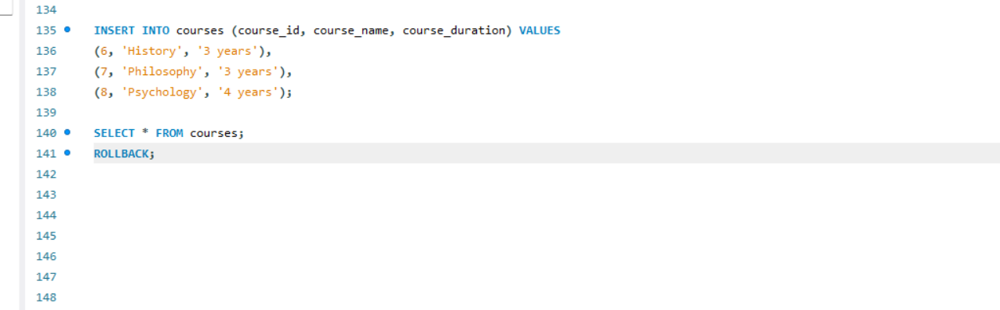 134
135 INSERT INTO courses (course_id, course_name, course_duration) VALUES
136 (6, 'History', '3 years'),
137 (7, 'Philosophy', '3 years'),
138 (8, 'Psychology', '4 years');
139
140 SELECT * FROM courses;
141 ROLLBACK;
142
143
144
145
146
147
148